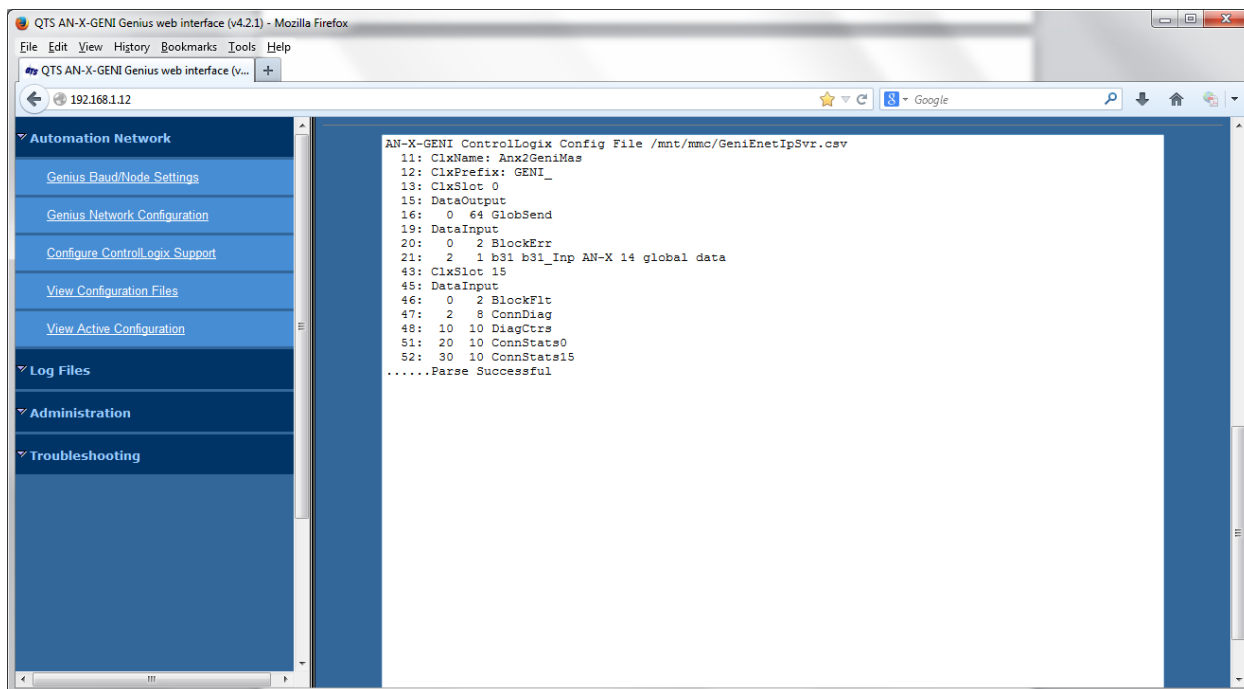 QTS AN-X-GENI Genius web interface (v4.2.1) - Mozilla Firefox
File Edit View History Bookmarks Tools Help
QTS AN-X-GENI Genius web interface (v...
192.168.1.12
Google
Automation Network
Genius Baud/Node Settings
Genius Network Configuration
Configure ControlLogix Support
View Configuration Files
View Active Configuration
Log Files
Administration
Troubleshooting
AN-X-GENI ControlLogix Config File /mnt/mmc/GeniEnetIpSvr.csv
11: ClxName: Anx2GeniMas
12: ClxPrefix: GENI_
13: ClxSlot 0
15: DataOutput
16: 0 64 GlobSend
19: DataInput
20: 0 2 BlockErr
21: 2 1 b31 b31_Inp AN-X 14 global data
43: ClxSlot 15
45: DataInput
46: 0 2 BlockFlt
47: 2 8 ConnDiag
48: 10 10 DiagCtrs
51: 20 10 ConnStats0
52: 30 10 ConnStats15
......Parse Successful